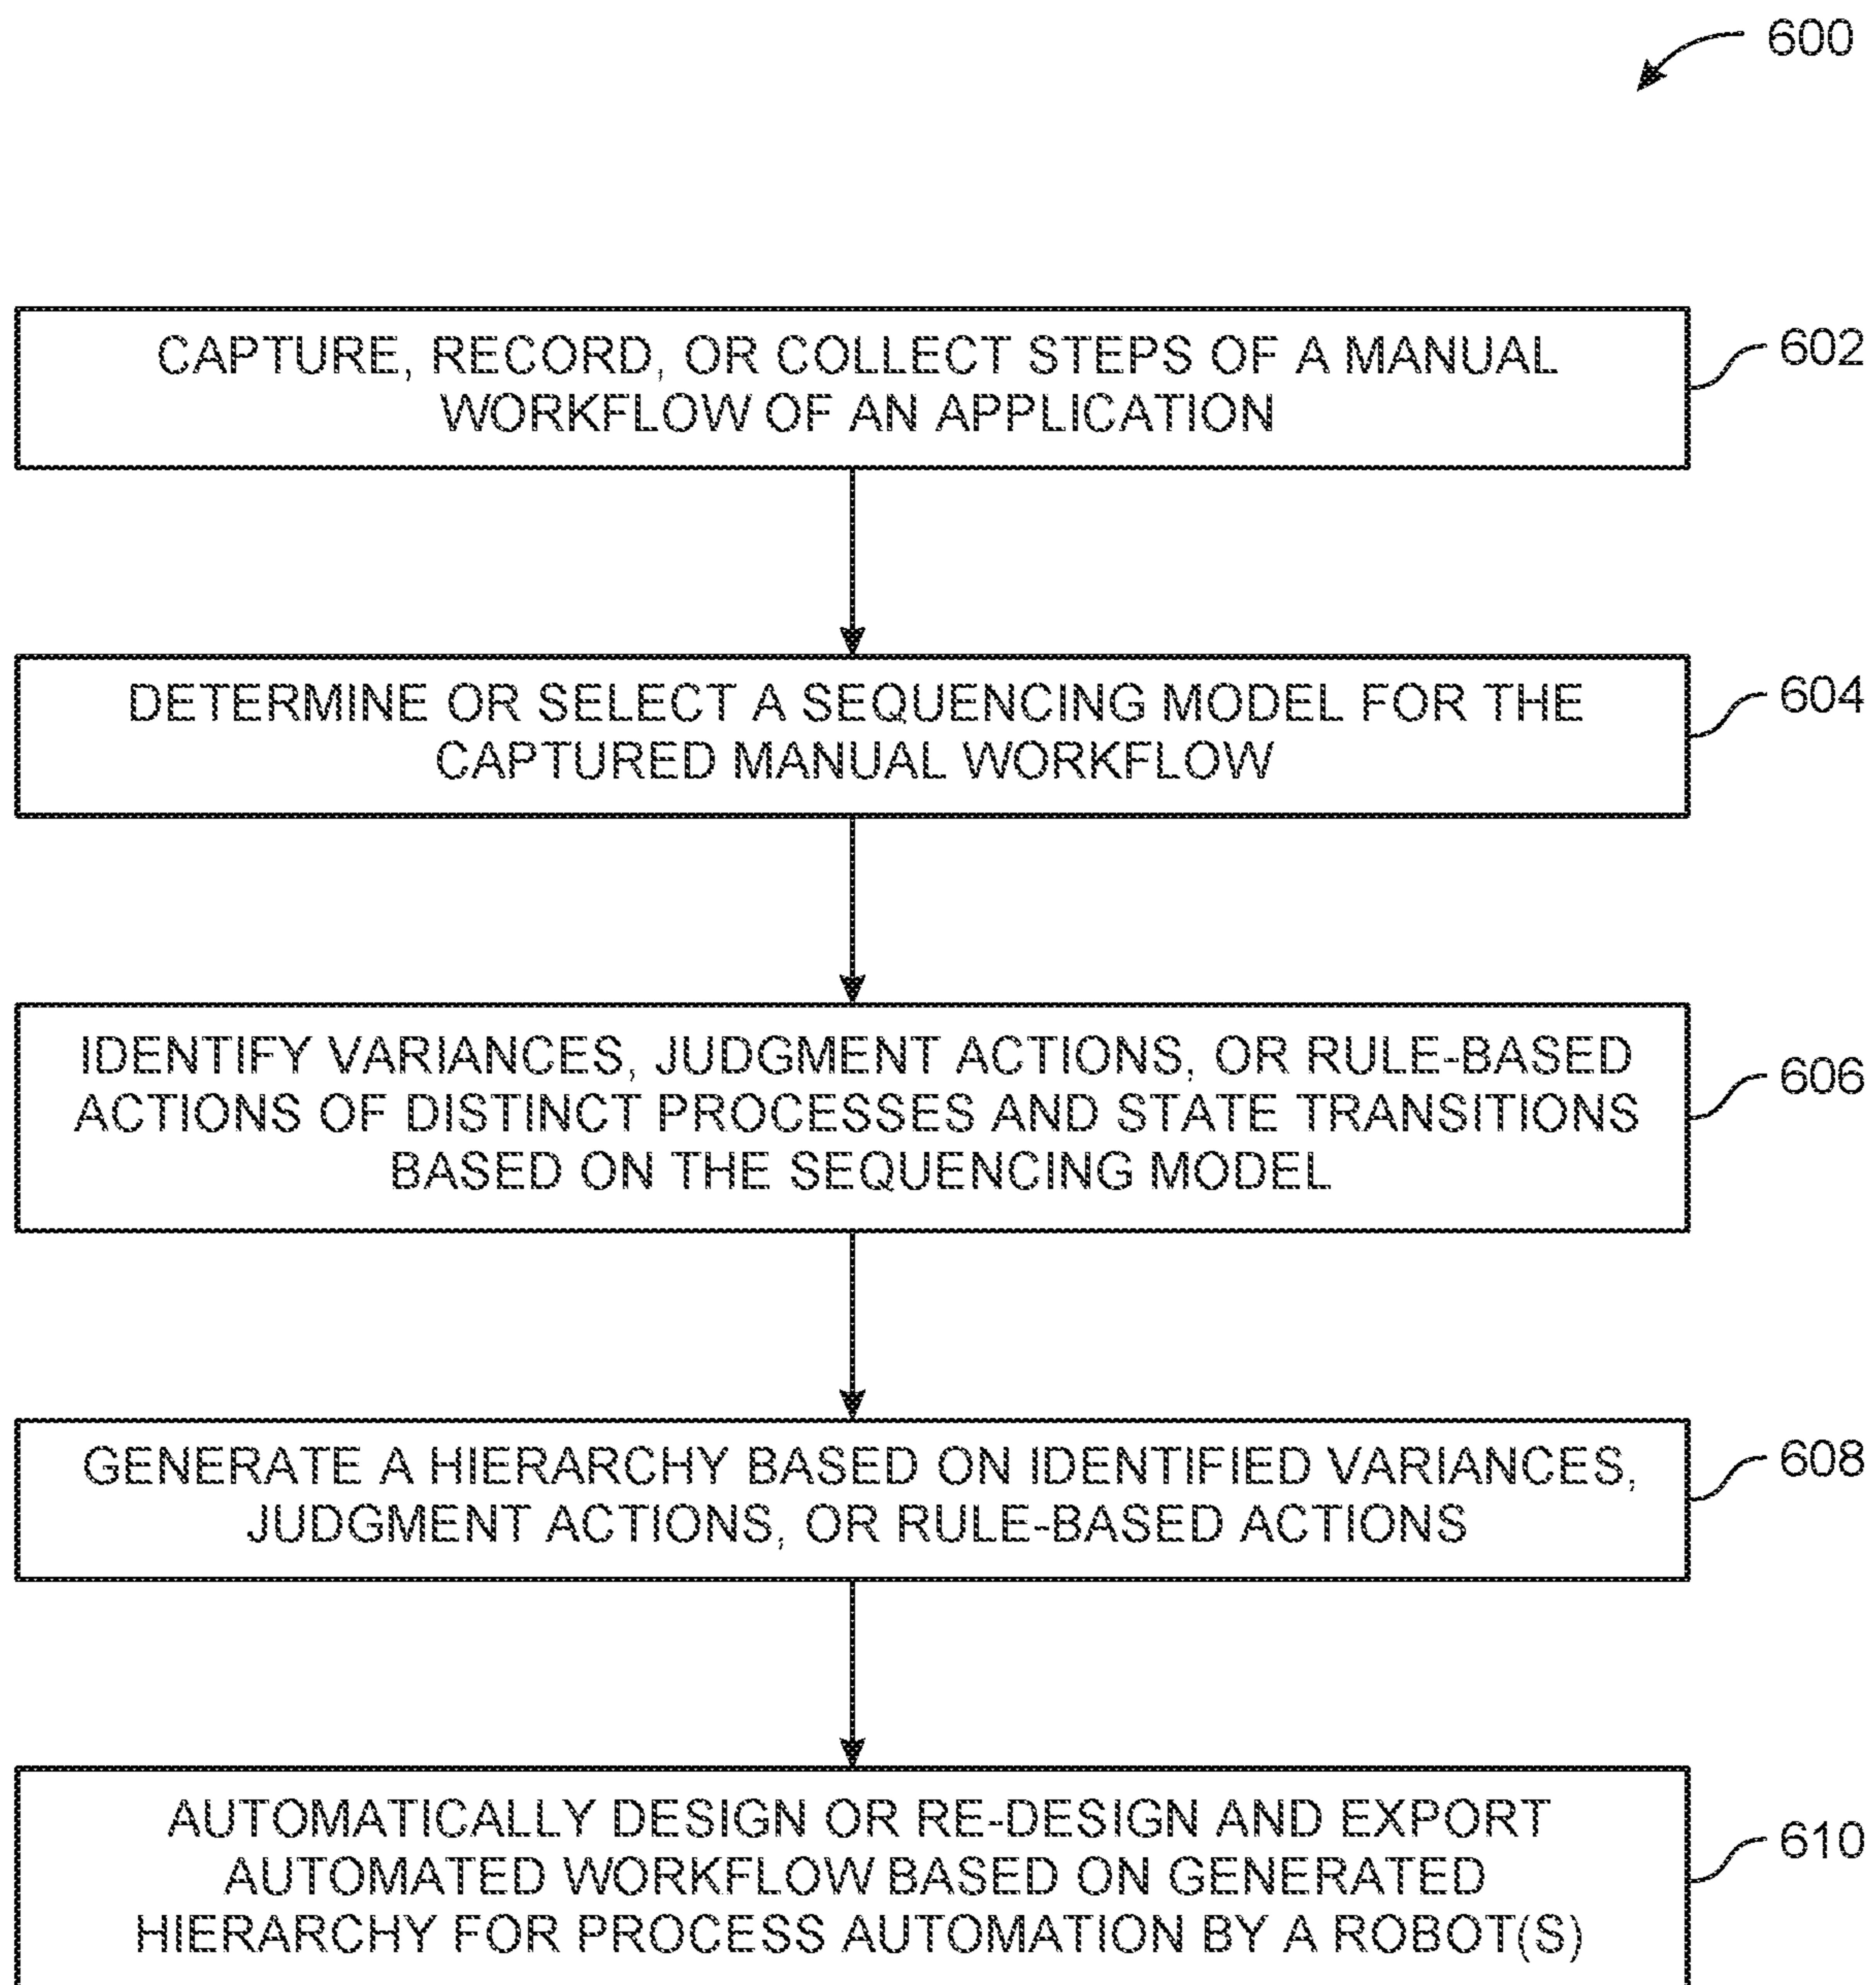 600
CAPTURE, RECORD, OR COLLECT STEPS OF A MANUAL
WORKFLOW OF AN APPLICATION
602
DETERMINE OR SELECT A SEQUENCING MODEL FOR THE
CAPTURED MANUAL WORKFLOW
604
IDENTIFY VARIANCES, JUDGMENT ACTIONS, OR RULE-BASED
ACTIONS OF DISTINCT PROCESSES AND STATE TRANSITIONS
BASED ON THE SEQUENCING MODEL
606
GENERATE A HIERARCHY BASED ON IDENTIFIED VARIANCES,
JUDGMENT ACTIONS, OR RULE-BASED ACTIONS
608
AUTOMATICALLY DESIGN OR RE-DESIGN AND EXPORT
AUTOMATED WORKFLOW BASED ON GENERATED
HIERARCHY FOR PROCESS AUTOMATION BY A ROBOT(S)
610